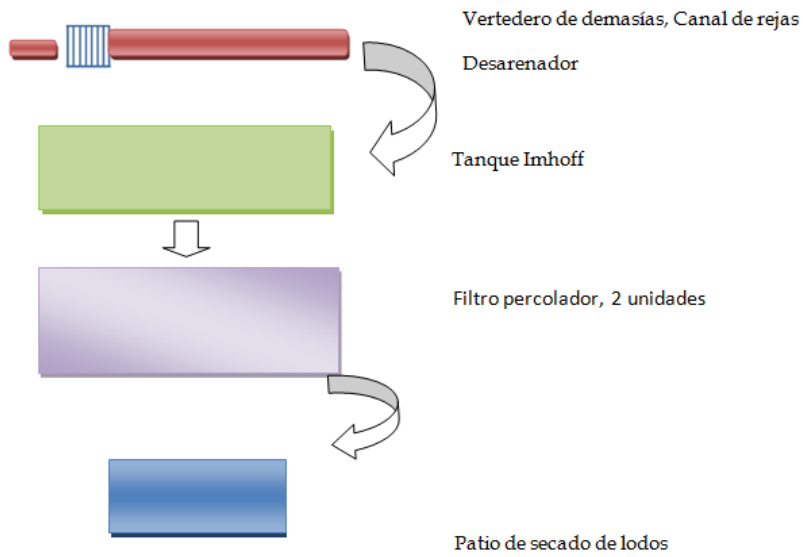 Vertedero de demasías, Canal de rejas
Desarenador
Tanque Imhoff
Filtro percolador, 2 unidades
Patio de secado de lodos